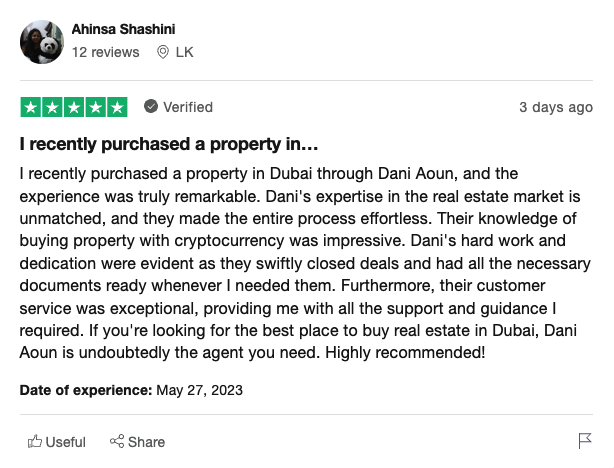 Ahinsa Shashini
12 reviews LK
Verified 3 days ago
I recently purchased a property in…
I recently purchased a property in Dubai through Dani Aoun, and the
experience was truly remarkable. Dani's expertise in the real estate market is
unmatched, and they made the entire process effortless. Their knowledge of
buying property with cryptocurrency was impressive. Dani's hard work and
dedication were evident as they swiftly closed deals and had all the necessary
documents ready whenever I needed them. Furthermore, their customer
service was exceptional, providing me with all the support and guidance I
required. If you're looking for the best place to buy real estate in Dubai, Dani
Aoun is undoubtedly the agent you need. Highly recommended!
Date of experience: May 27, 2023
Useful Share